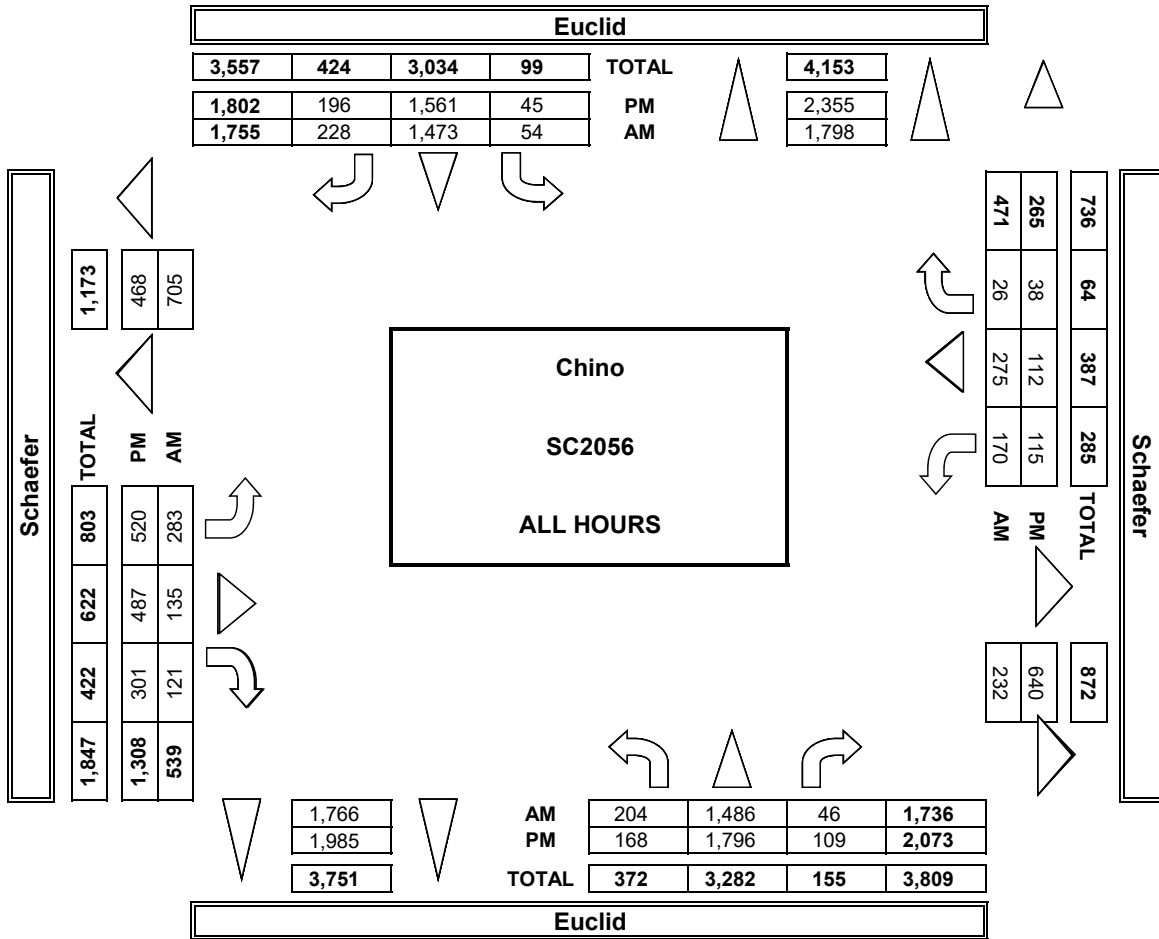 Euclid
3,557 424 3,034 99 TOTAL 4,153
1,802 196 1,561 45 PM 2,355
1,755 228 1,473 54 AM 1,798
Schaefer
1,173 468 705
TOTAL PM AM
803 520 283
622 487 135
422 301 121
1,847 1,308 539
Chino
SC2056
ALL HOURS
471 265 736
26 38 64
275 112 387
170 115 285
AM PM TOTAL
232 640 872
Schaefer
1,766 AM 204 1,486 46 1,736
1,985 PM 168 1,796 109 2,073
3,751 TOTAL 372 3,282 155 3,809
Euclid